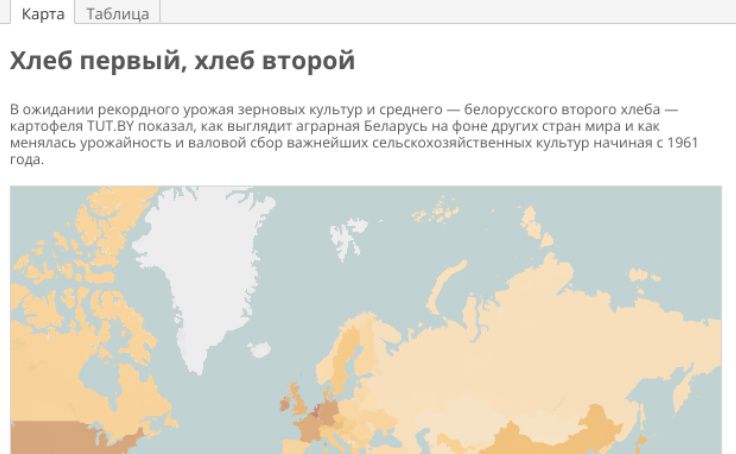 Карта
Таблица
Хлеб первый, хлеб второй
В ожидании рекордного урожая зерновых культур и среднего — белорусского второго хлеба —
картофеля TUT.BY показал, как выглядит аграрная Беларусь на фоне других стран мира и как
менялась урожайность и валовой сбор важнейших сельскохозяйственных культур начиная с 1961
года.